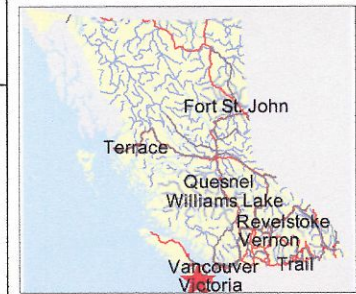 Fort St. John
Terrace
Quesnel
Williams Lake
Revelstoke
Vernon
Vancouver Trail
Victoria